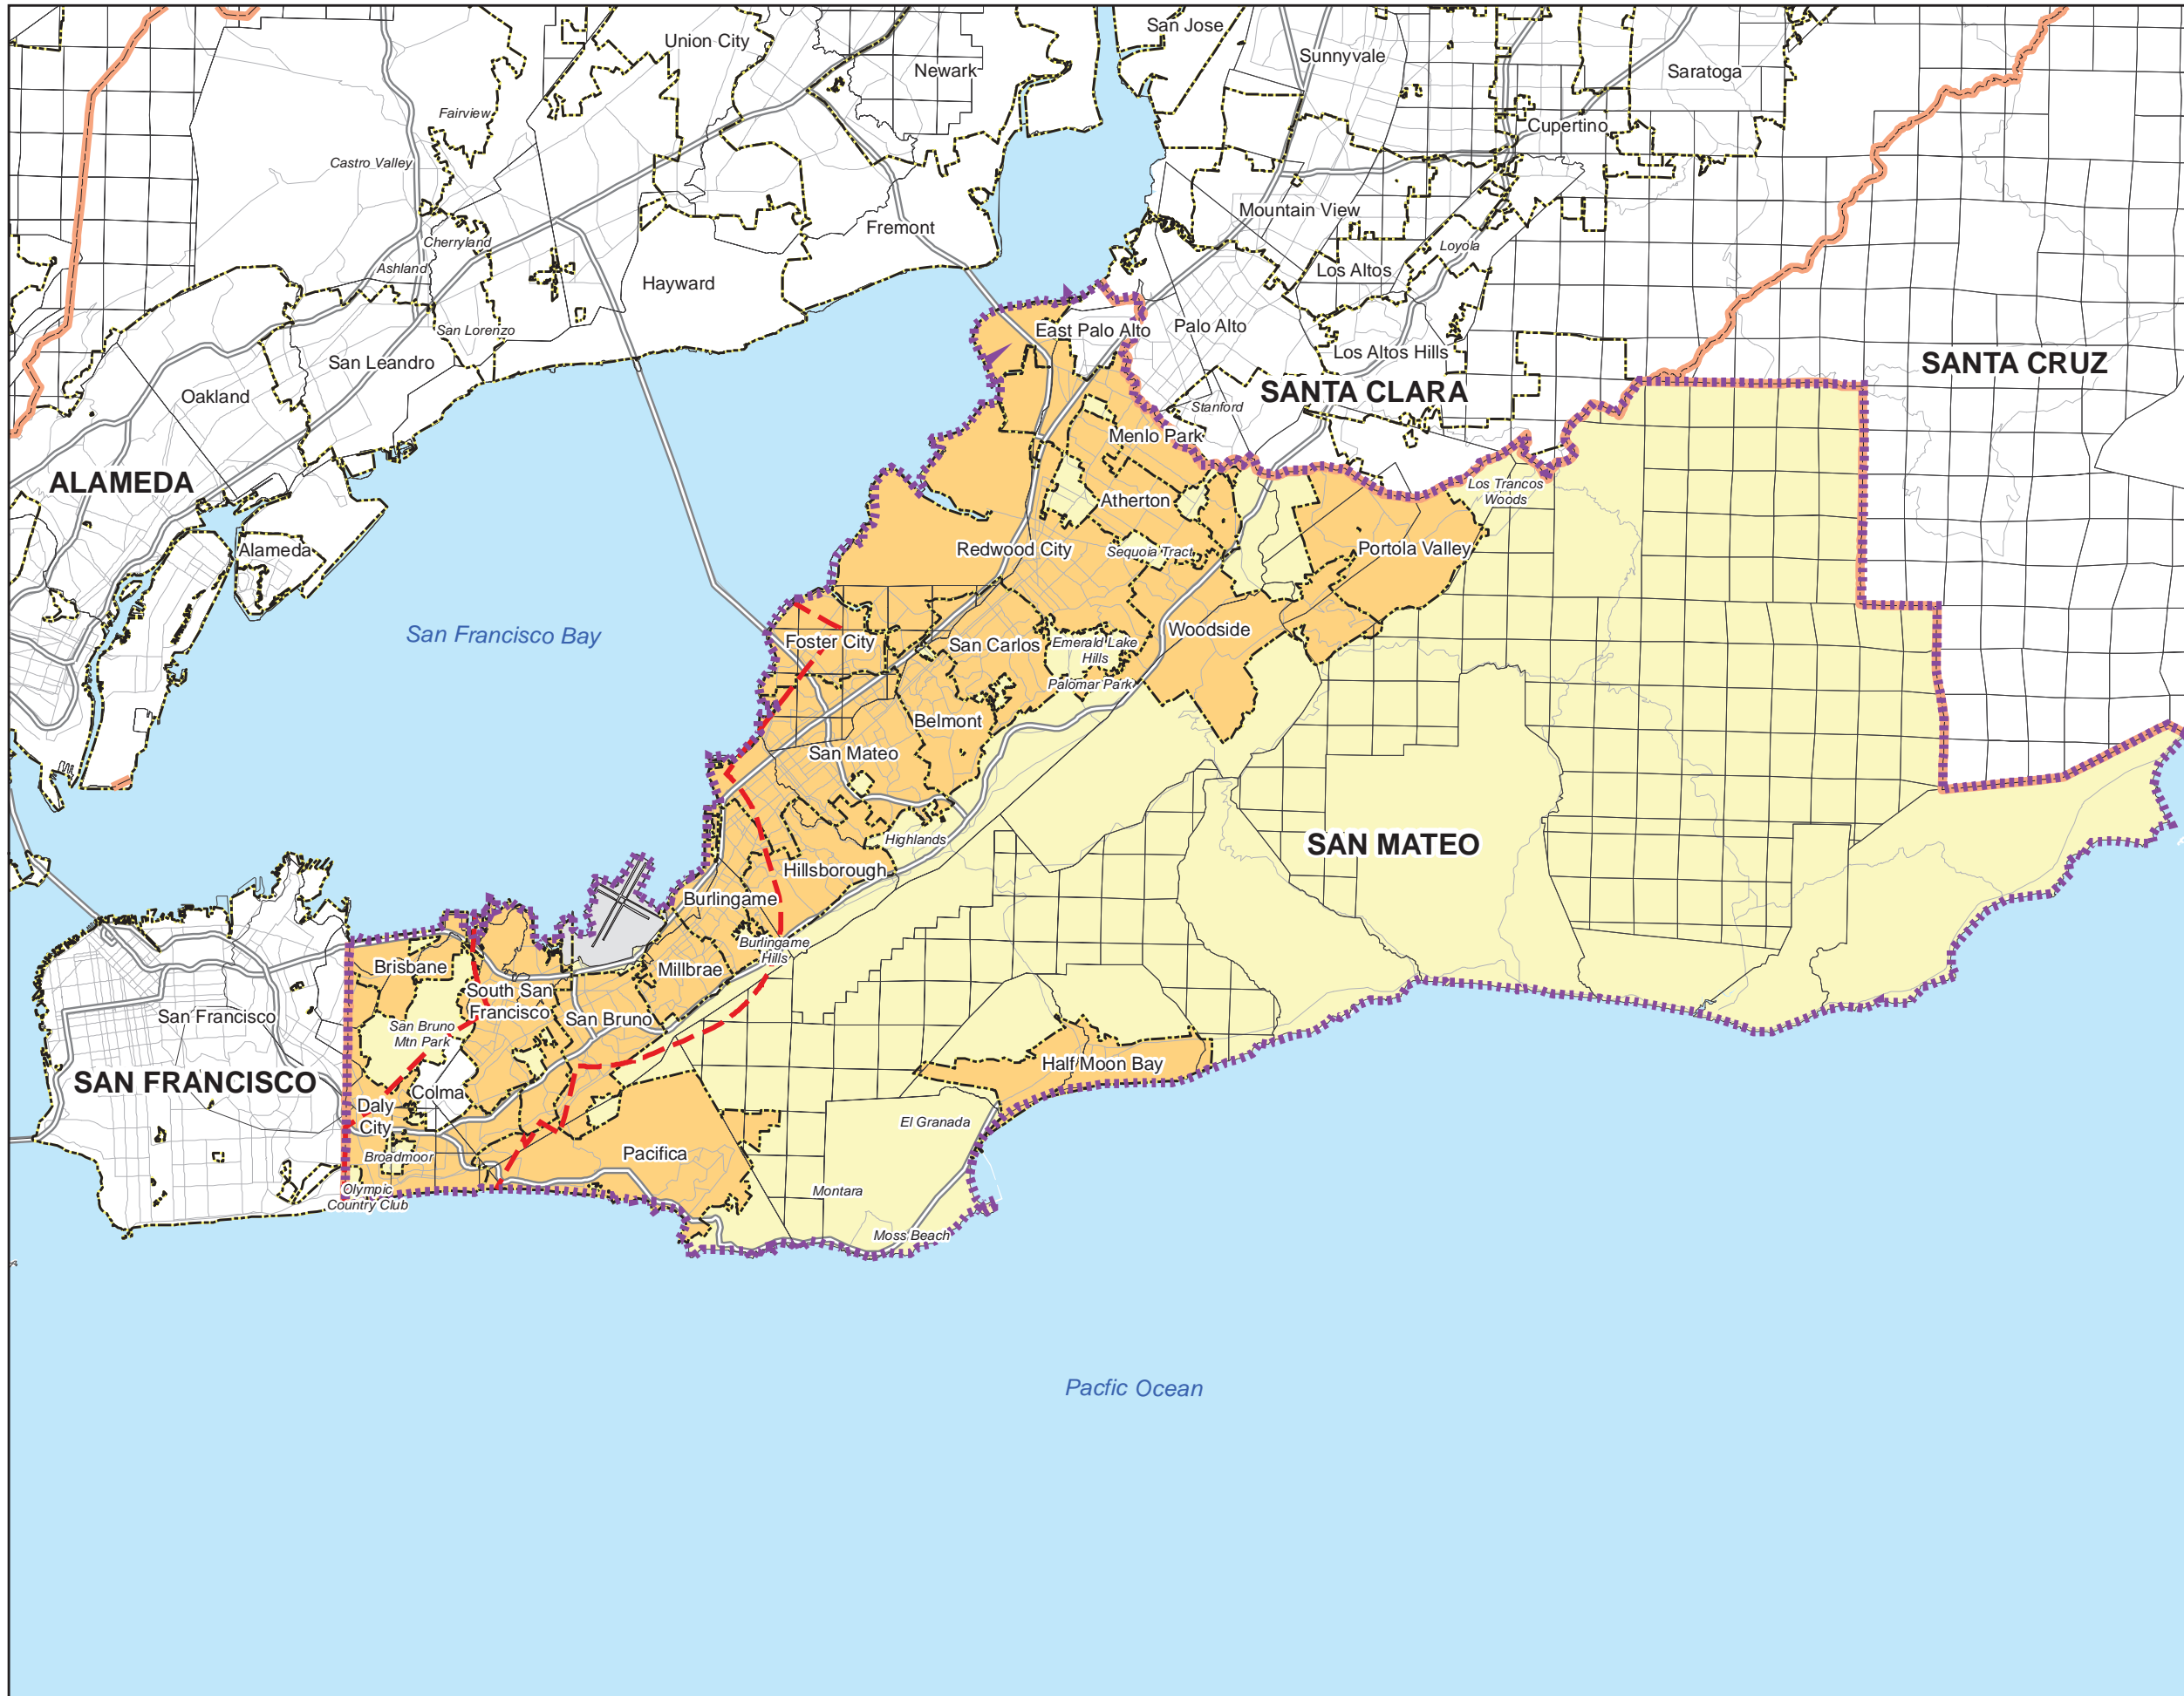 San Jose
Union City
Sunnyvale
Newark
Saratoga
Fairview
Cupertino
Castro Valley
Mountain View
Fremont
Cherryland
Loyola
Ashland
Los Altos
Hayward
San Lorenzo
East Palo Alto
Palo Alto
San Leandro
Los Altos Hills
SANTA CRUZ
Oakland
SANTA CLARA
Stanford
Menlo Park
ALAMEDA
Los Trancos
Woods
Atherton
Alameda
Redwood City
Sequoia Tract
Portola Valley
San Francisco Bay
Foster City
San Carlos
Emerald Lake
Hills
Woodside
Palomar Park
Belmont
San Mateo
Highlands
SAN MATEO
Hillsborough
Burlingame
Burlingame
Hills
Brisbane
Millbrae
South San
Francisco
San Francisco
San Bruno
San Bruno
Mtn Park
Half Moon Bay
SAN FRANCISCO
Colma
Daly
City
El Granada
Broadmoor
Pacifica
Olympic
Country Club
Montara
Moss Beach
Pacfic Ocean